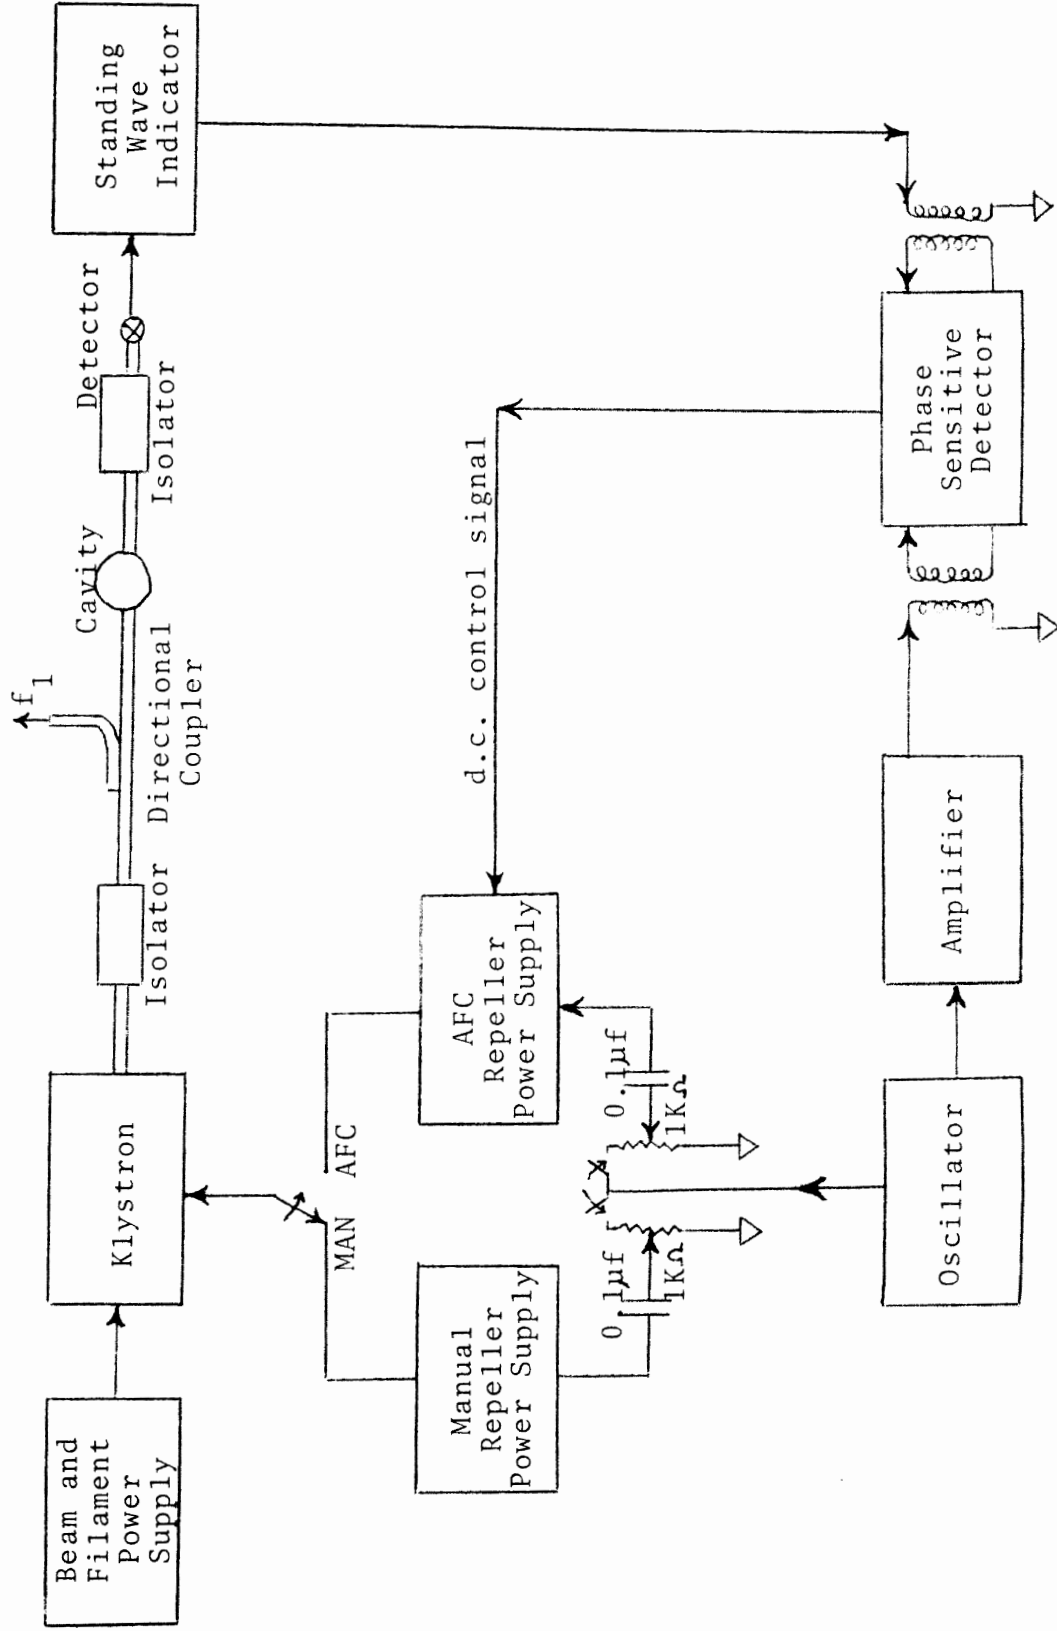 Beam and
Filament
Power
Supply
Klystron
Isolator
Directional
Coupler
f1
Cavity
Isolator
Detector
Standing
Wave
Indicator
MAN
AFC
Manual
Repeller
Power Supply
AFC
Repeller
Power Supply
d.c. control signal
0.1μf
1KΩ
0.1μf
1KΩ
Oscillator
Amplifier
Phase
Sensitive
Detector